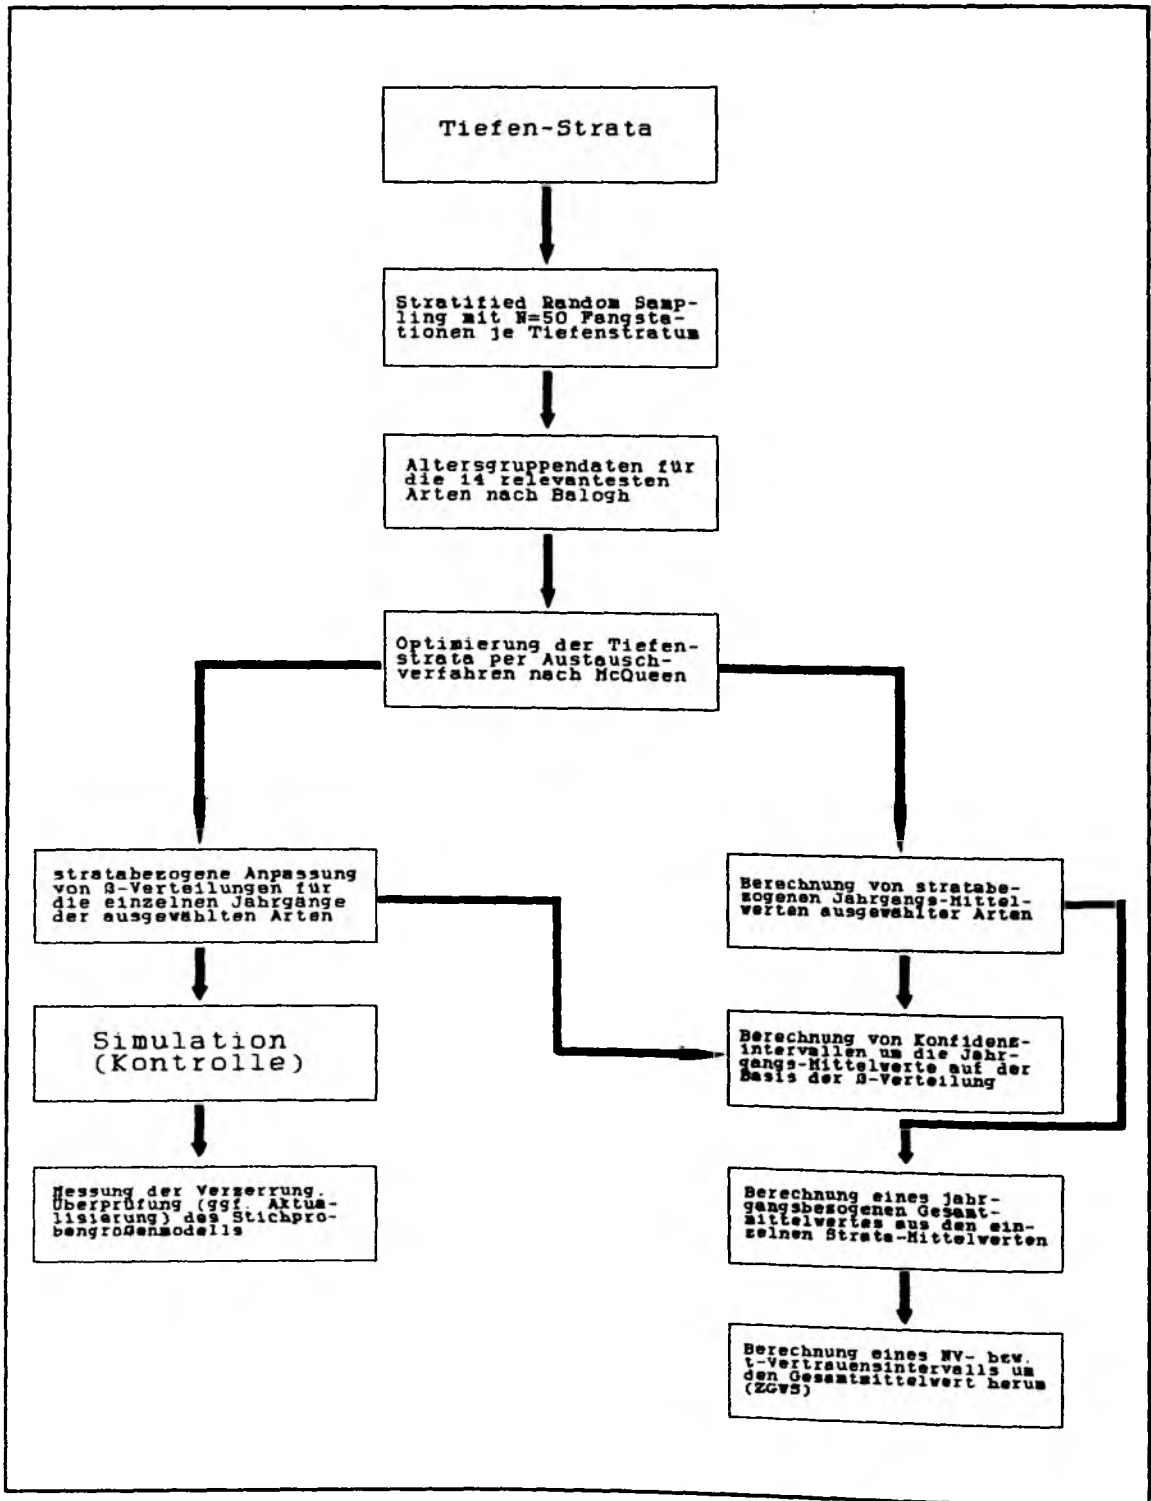 Tiefen-Strata
Stratified Random Samp-
ling mit N=50 Fangsta-
tionen je Tiefenstratum
Altersgruppendaten für
die 14 relevantesten
Arten nach Balogh
Optimierung der Tiefen-
strata per Austausch-
verfahren nach McQueen
stratabezogene Anpassung
von ß-Verteilungen für
die einzelnen Jahrgänge
der ausgewählten Arten
Simulation
(Kontrolle)
Messung der Verzerrung.
Überprüfung (ggf. Aktua-
lisierung) des Stichpro-
bengroßenmodells
Berechnung von stratabe-
zogenen Jahrgangs-Mittel-
werten ausgewählter Arten
Berechnung von Konfidenz-
intervallen um die Jahr-
gangs-Mittelwerte auf der
Basis der ß-Verteilung
Berechnung eines jahr-
gangsbezogenen Gesamt-
mittelwertes aus den ein-
zelnen Strata-Mittelwerten
Berechnung eines NV- bzw.
t-Vertrauensintervalls um
den Gesamtmittelwert herum
(ZGWS)